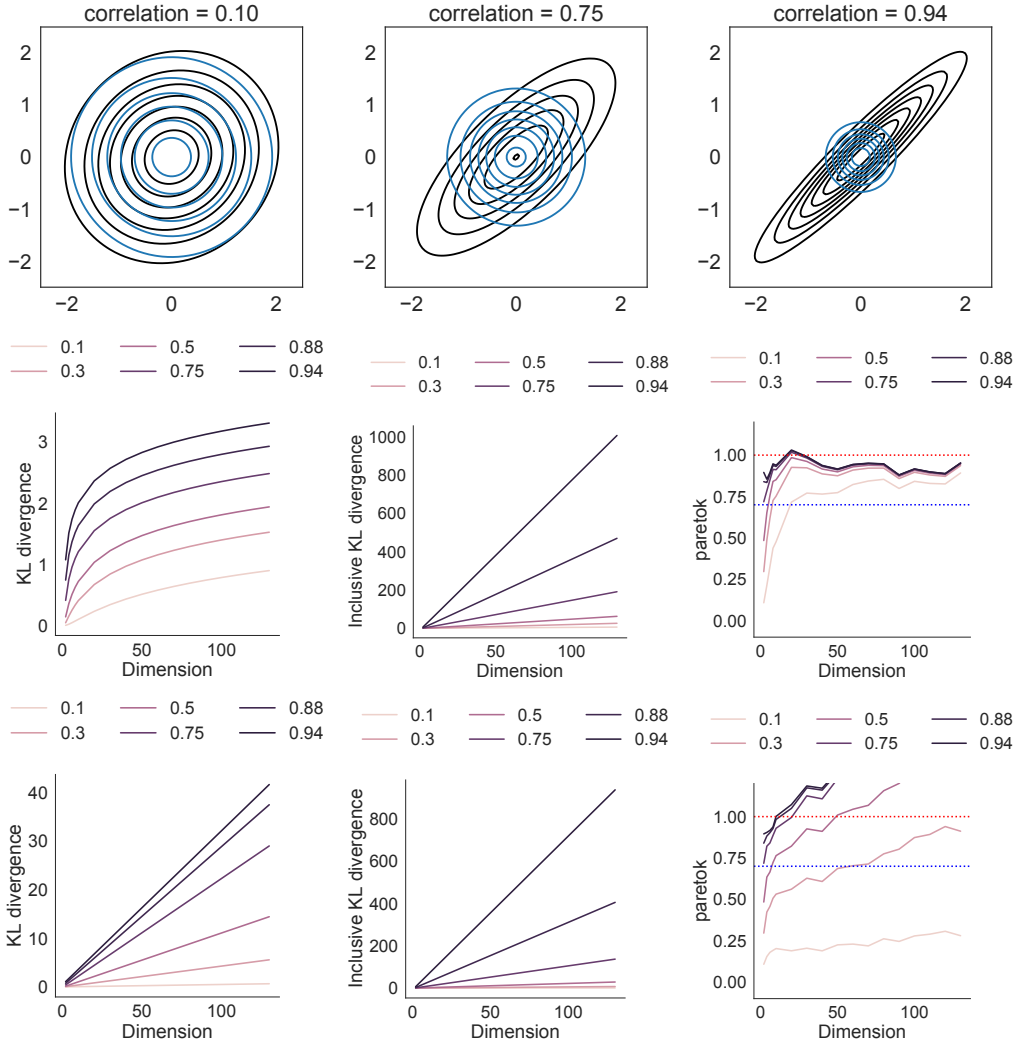 correlation = 0.10
correlation = 0.75
correlation = 0.94
2
1
0
−1
−2
−2 0 2
2
1
0
−1
−2
−2 0 2
2
1
0
−1
−2
−2 0 2
0.1 0.5 0.88
0.3 0.75 0.94
0.1 0.5 0.88
0.3 0.75 0.94
0.1 0.5 0.88
0.3 0.75 0.94
KL divergence
3
2
1
0
0 50 100
Dimension
Inclusive KL divergence
1000
800
600
400
200
0
0 50 100
Dimension
paretok
1.00
0.75
0.50
0.25
0.00
0 50 100
Dimension
0.1 0.5 0.88
0.3 0.75 0.94
0.1 0.5 0.88
0.3 0.75 0.94
0.1 0.5 0.88
0.3 0.75 0.94
KL divergence
40
30
20
10
0
0 50 100
Dimension
Inclusive KL divergence
800
600
400
200
0
0 50 100
Dimension
paretok
1.00
0.75
0.50
0.25
0.00
0 50 100
Dimension